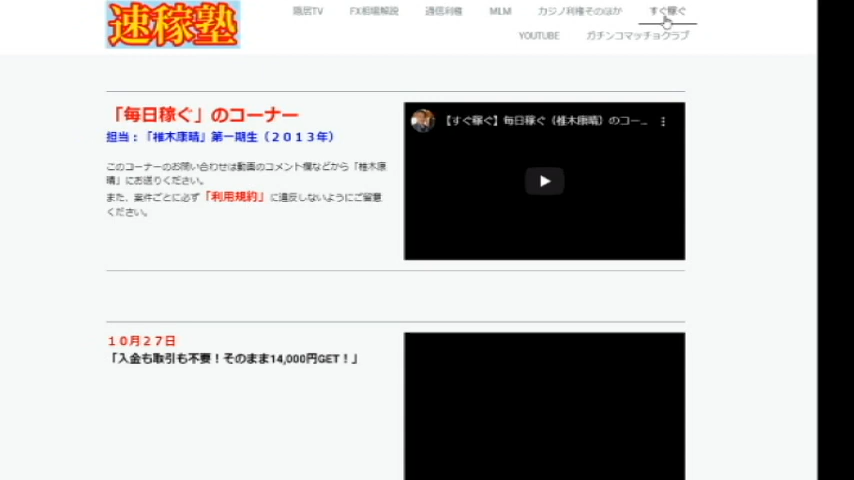 速稼塾
隠居TV FX相場解説 通信利権 MLM カジノ利権そのほか すぐ稼ぐ
YOUTUBE ガチンコマッチョクラブ
「毎日稼ぐ」のコーナー
担当：「椎木康晴」第一期生（２０１３年）
このコーナーのお問い合わせは動画のコメント欄などから「椎木康
晴」にお送りください。
また、案件ごとに必ず「利用規約」に違反しないようにご留意
ください。
【すぐ稼ぐ】毎日稼ぐ（椎木康晴）のコー...
１０月２７日
「入金も取引も不要！そのまま14,000円GET！」